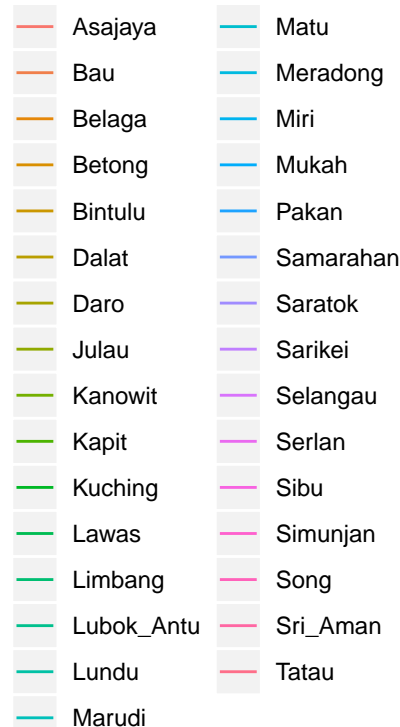 Asajaya
Bau
Belaga
Betong
Bintulu
Dalat
Daro
Julau
Kanowit
Kapit
Kuching
Lawas
Limbang
Lubok_Antu
Lundu
Marudi
Matu
Meradong
Miri
Mukah
Pakan
Samarahan
Saratok
Sarikei
Selangau
Serlan
Sibu
Simunjan
Song
Sri_Aman
Tatau